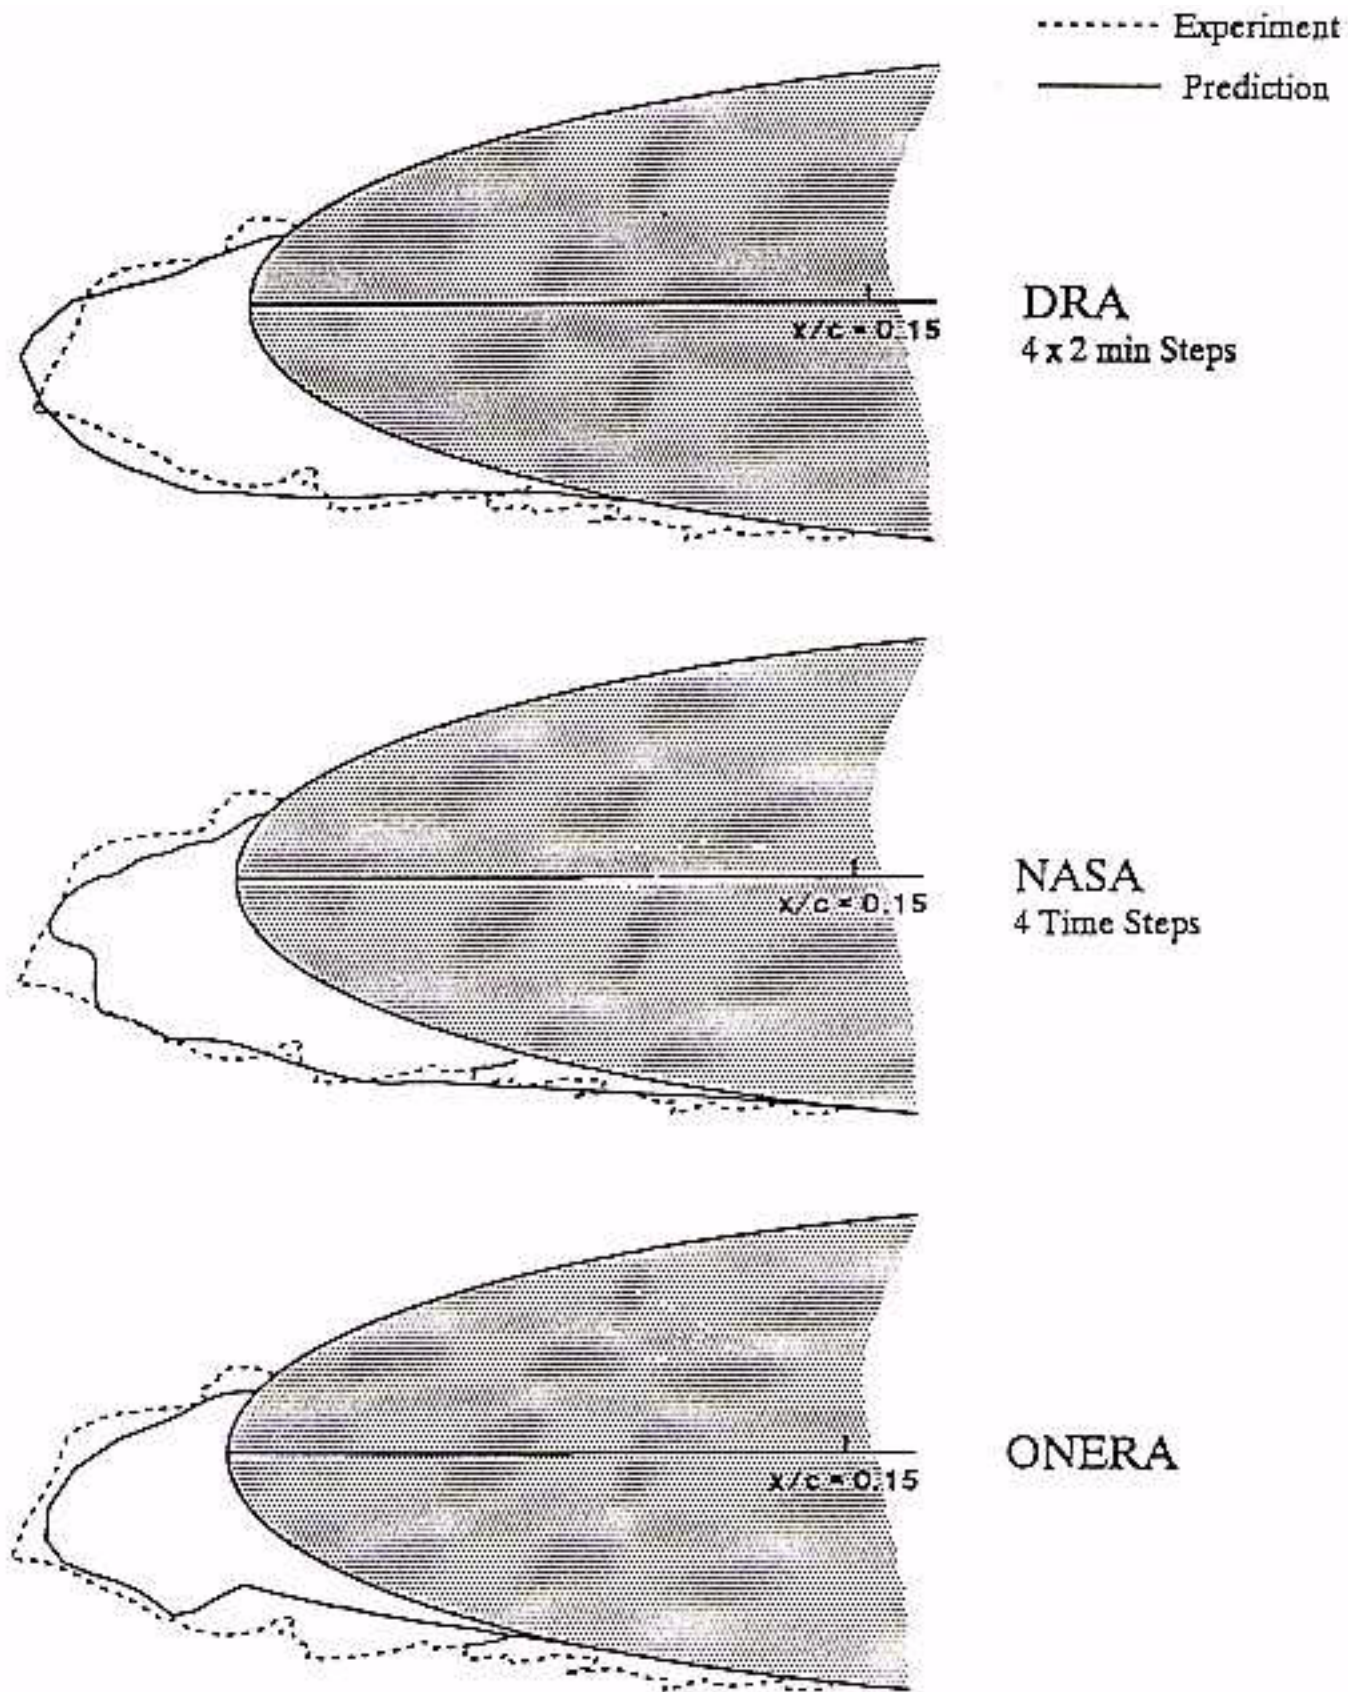 Experiment
Prediction
x/c = 0.15
DRA
4 x 2 min Steps
x/c = 0.15
NASA
4 Time Steps
x/c = 0.15
ONERA